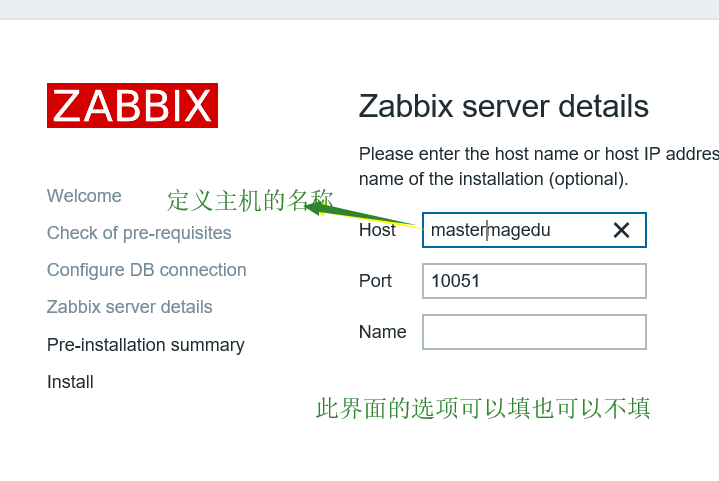 ZABBIX
Zabbix server details
Please enter the host name or host IP addres
name of the installation (optional).
Welcome
定义主机的名称
Check of pre-requisites
Configure DB connection
Zabbix server details
Pre-installation summary
Install
Host
mastermagedu
Port
10051
Name
此界面的选项可以填也可以不填